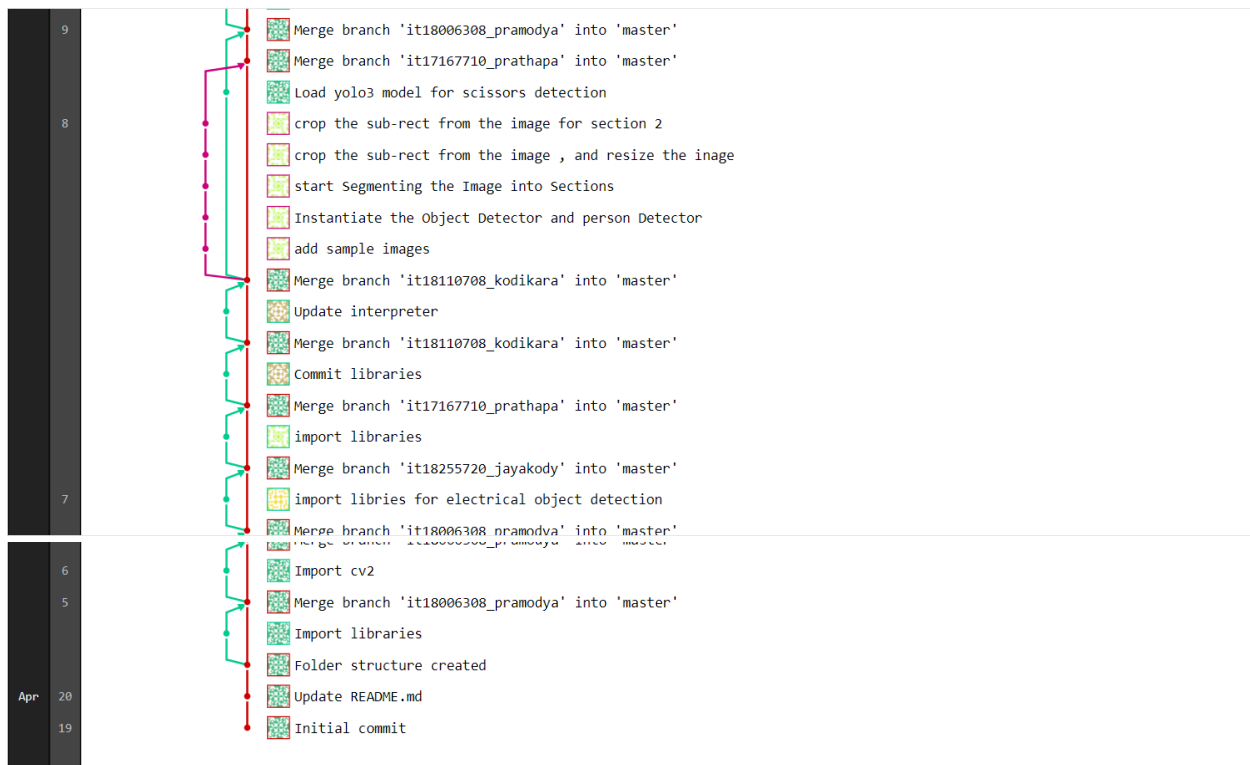 9 Merge branch 'it18006308_pramodya' into 'master'
Merge branch 'it17167710_prathapa' into 'master'
Load yolo3 model for scissors detection
8 crop the sub-rect from the image for section 2
crop the sub-rect from the image , and resize the inage
start Segmenting the Image into Sections
Instantiate the Object Detector and person Detector
add sample images
Merge branch 'it18110708_kodikara' into 'master'
Update interpreter
Merge branch 'it18110708_kodikara' into 'master'
Commit libraries
Merge branch 'it17167710_prathapa' into 'master'
import libraries
Merge branch 'it18255720_jayakody' into 'master'
7 import libries for electrical object detection
Merge branch 'it18006308_pramodya' into 'master'
Merge branch 'it18006308_pramodya' into 'master'
6 Import cv2
5 Merge branch 'it18006308_pramodya' into 'master'
Import libraries
Folder structure created
Apr 20 Update README.md
19 Initial commit